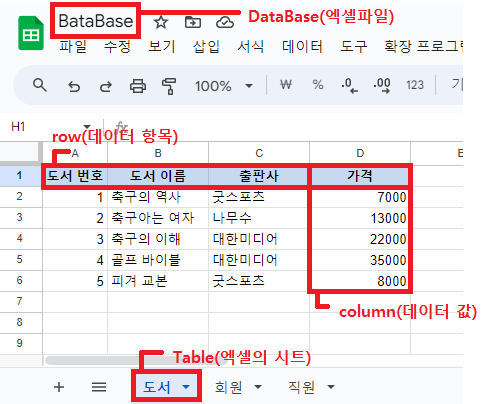 BataBase
DataBase(엑셀파일)
파일 수정 보기 삽입 서식 데이터 도구 확장 프로그램
100% ₩ % .0 .00 123 가
H1 fx
row(데이터 항목)
A B C D E
1 도서 번호 도서 이름 출판사 가격
2 1 축구의 역사 굿스포츠 7000
3 2 축구아는 여자 나무수 13000
4 3 축구의 이해 대한미디어 22000
5 4 골프 바이블 대한미디어 35000
6 5 피겨 교본 굿스포츠 8000
7
8
9
column(데이터 값)
Table(엑셀의 시트)
도서 회원 직원